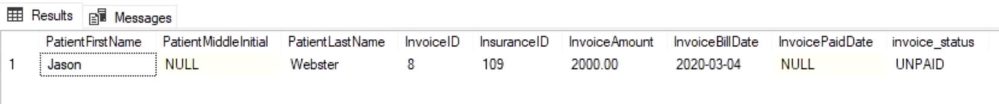 Results Messages
PatientFirstName PatientMiddleInitial PatientLastName InvoiceID InsuranceID InvoiceAmount InvoiceBillDate InvoicePaidDate invoice_status
1 Jason NULL Webster 8 109 2000.00 2020-03-04 NULL UNPAID